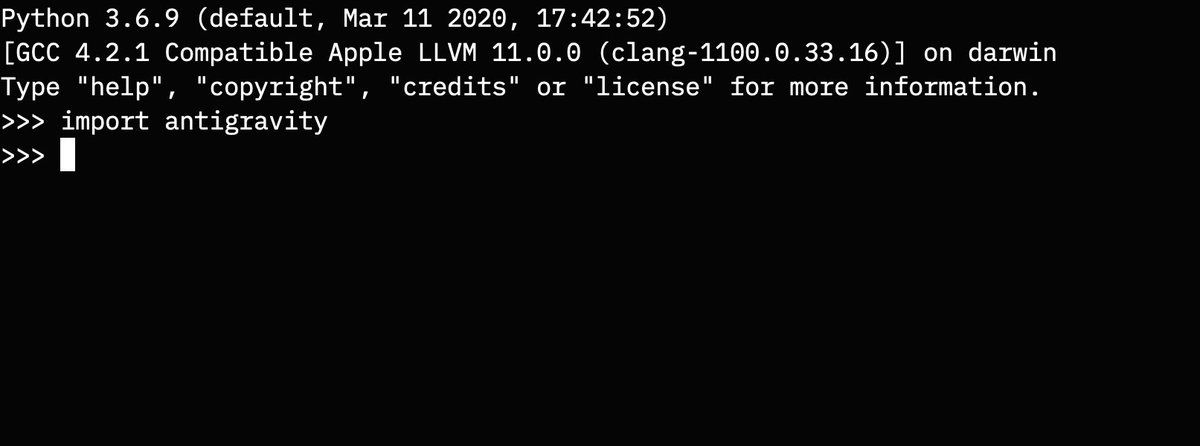 Python 3.6.9 (default, Mar 11 2020, 17:42:52)
[GCC 4.2.1 Compatible Apple LLVM 11.0.0 (clang-1100.0.33.16)] on darwin
Type "help", "copyright", "credits" or "license" for more information.
>>> import antigravity
>>>